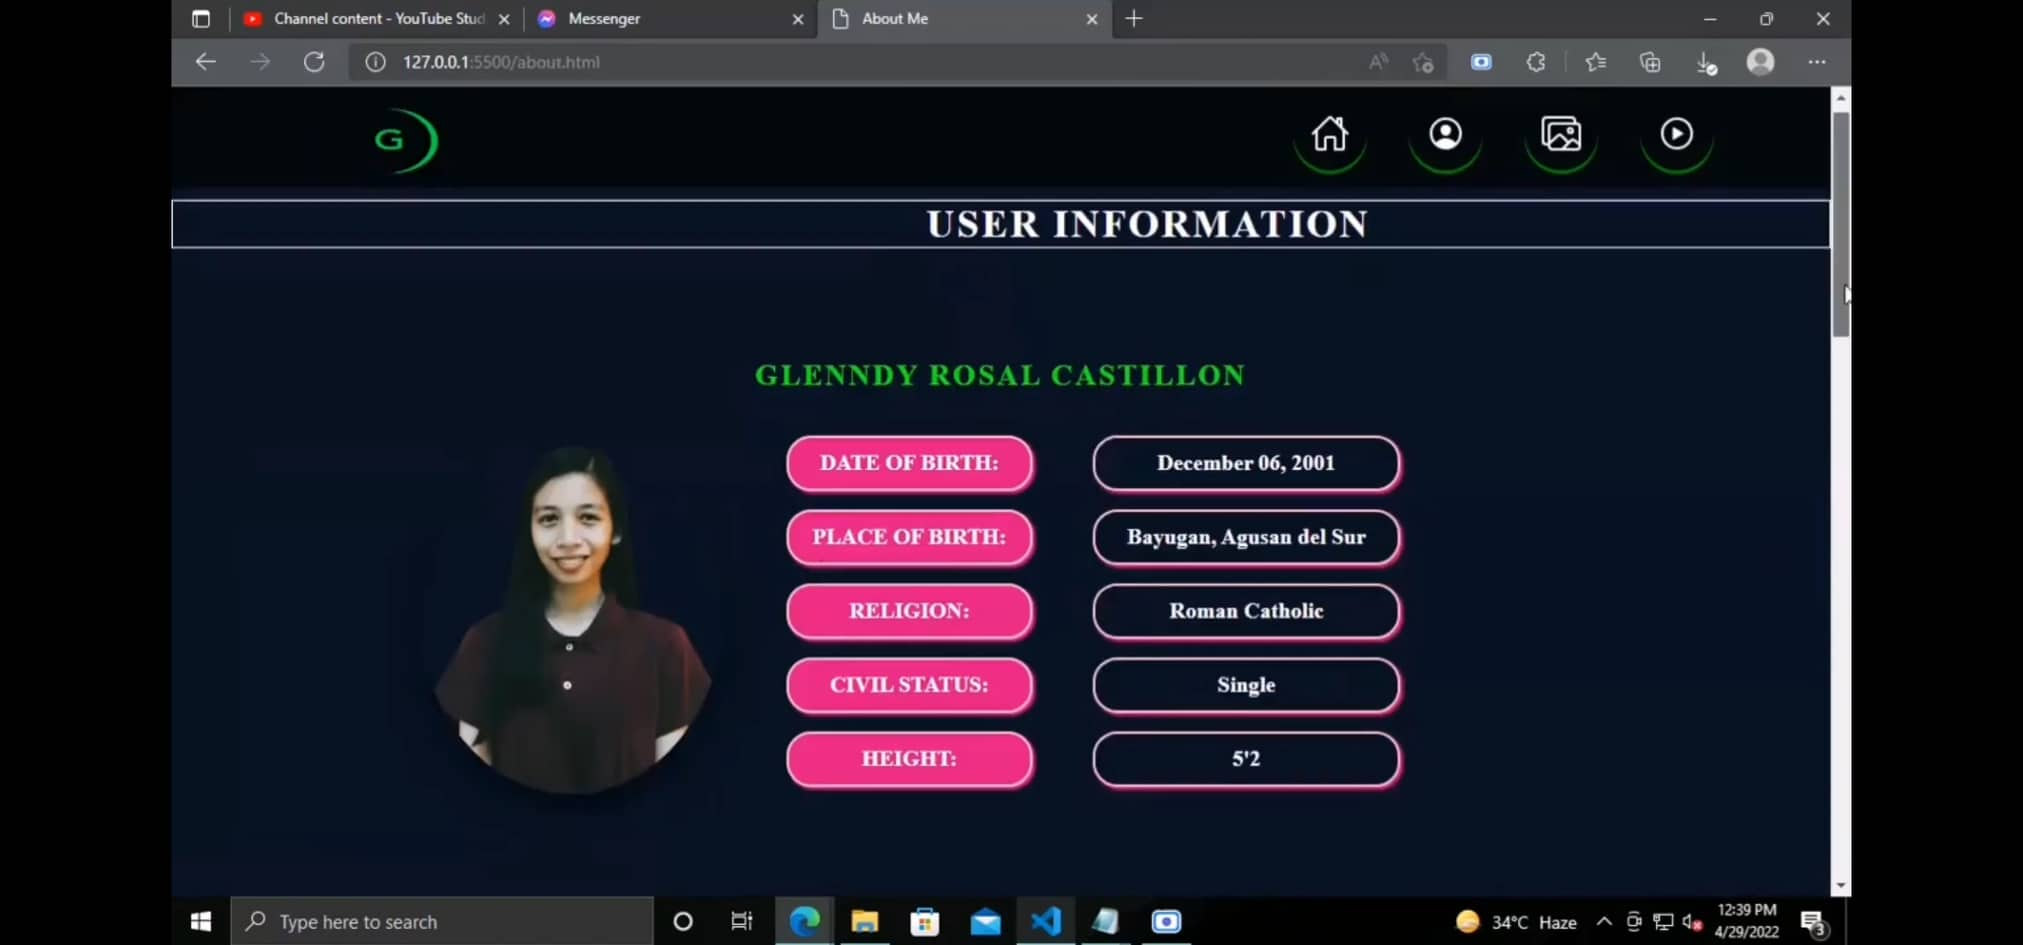 Channel content - YouTube Stud
Messenger
About Me
127.0.0.1:5500/about.html
G
USER INFORMATION
GLENNDY ROSAL CASTILLON
DATE OF BIRTH: December 06, 2001
PLACE OF BIRTH: Bayugan, Agusan del Sur
RELIGION: Roman Catholic
CIVIL STATUS: Single
HEIGHT: 5'2
Type here to search
34°C Haze
12:39 PM
4/29/2022
3